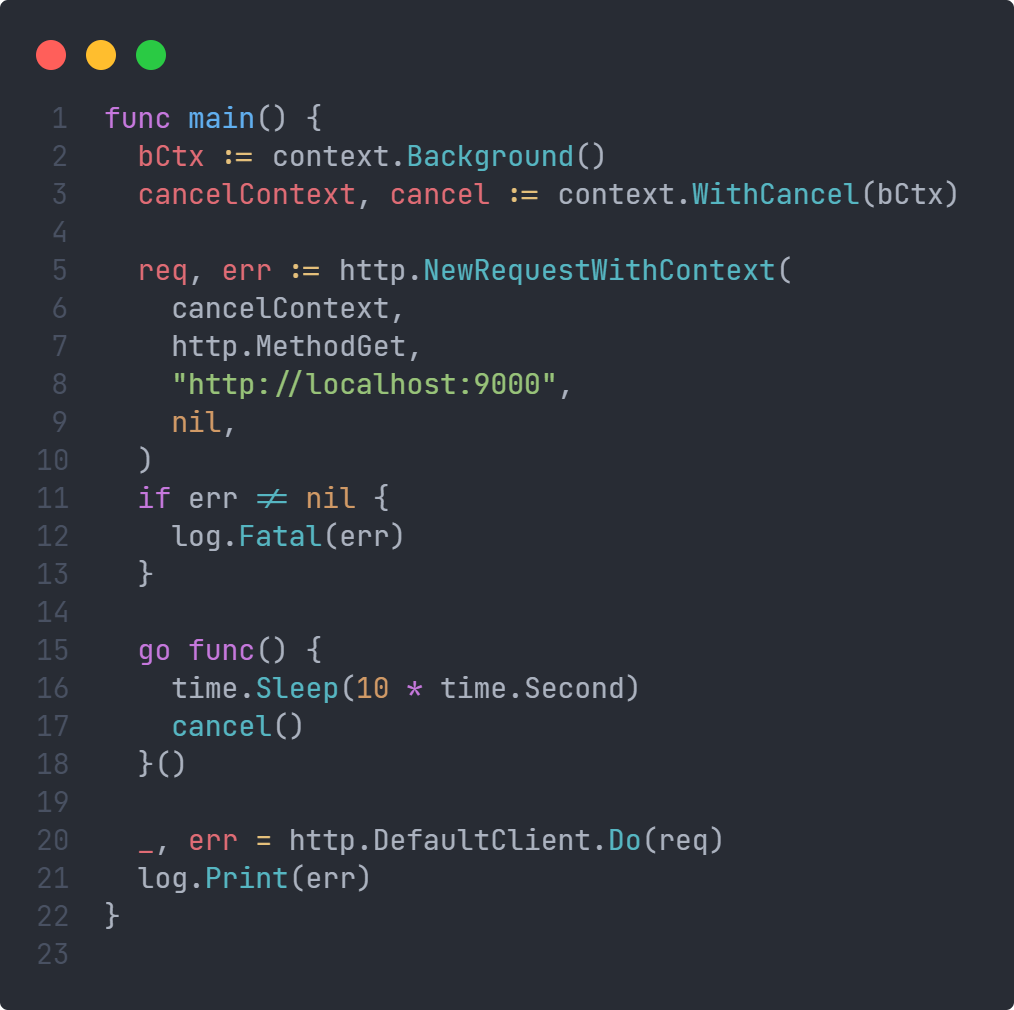 1 func main() {
2   bCtx := context.Background()
3   cancelContext, cancel := context.WithCancel(bCtx)
4
5   req, err := http.NewRequestWithContext(
6     cancelContext,
7     http.MethodGet,
8     "http://localhost:9000",
9     nil,
10   )
11   if err != nil {
12     log.Fatal(err)
13   }
14
15   go func() {
16     time.Sleep(10 * time.Second)
17     cancel()
18   }()
19
20   _, err = http.DefaultClient.Do(req)
21   log.Print(err)
22 }
23